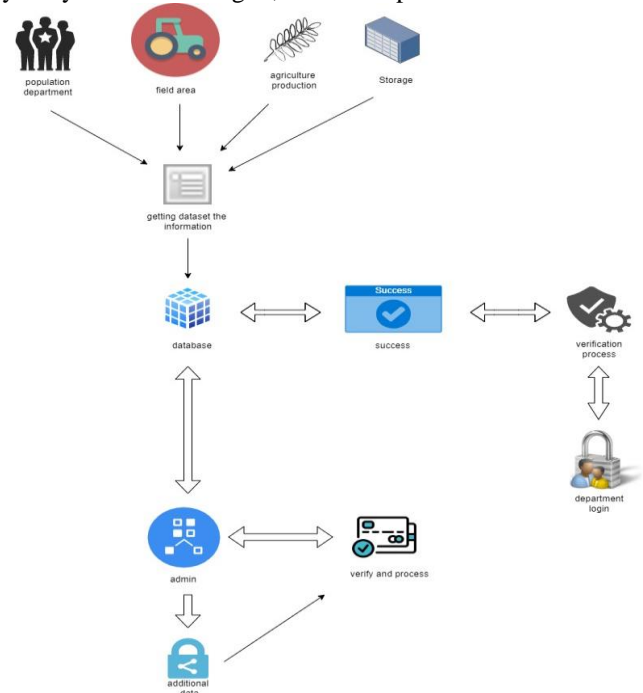 population
department
field area
agriculture
production
Storage
getting dataset the
information
Success
database
success
verification
process
department
login
admin
verify and process
additional
data